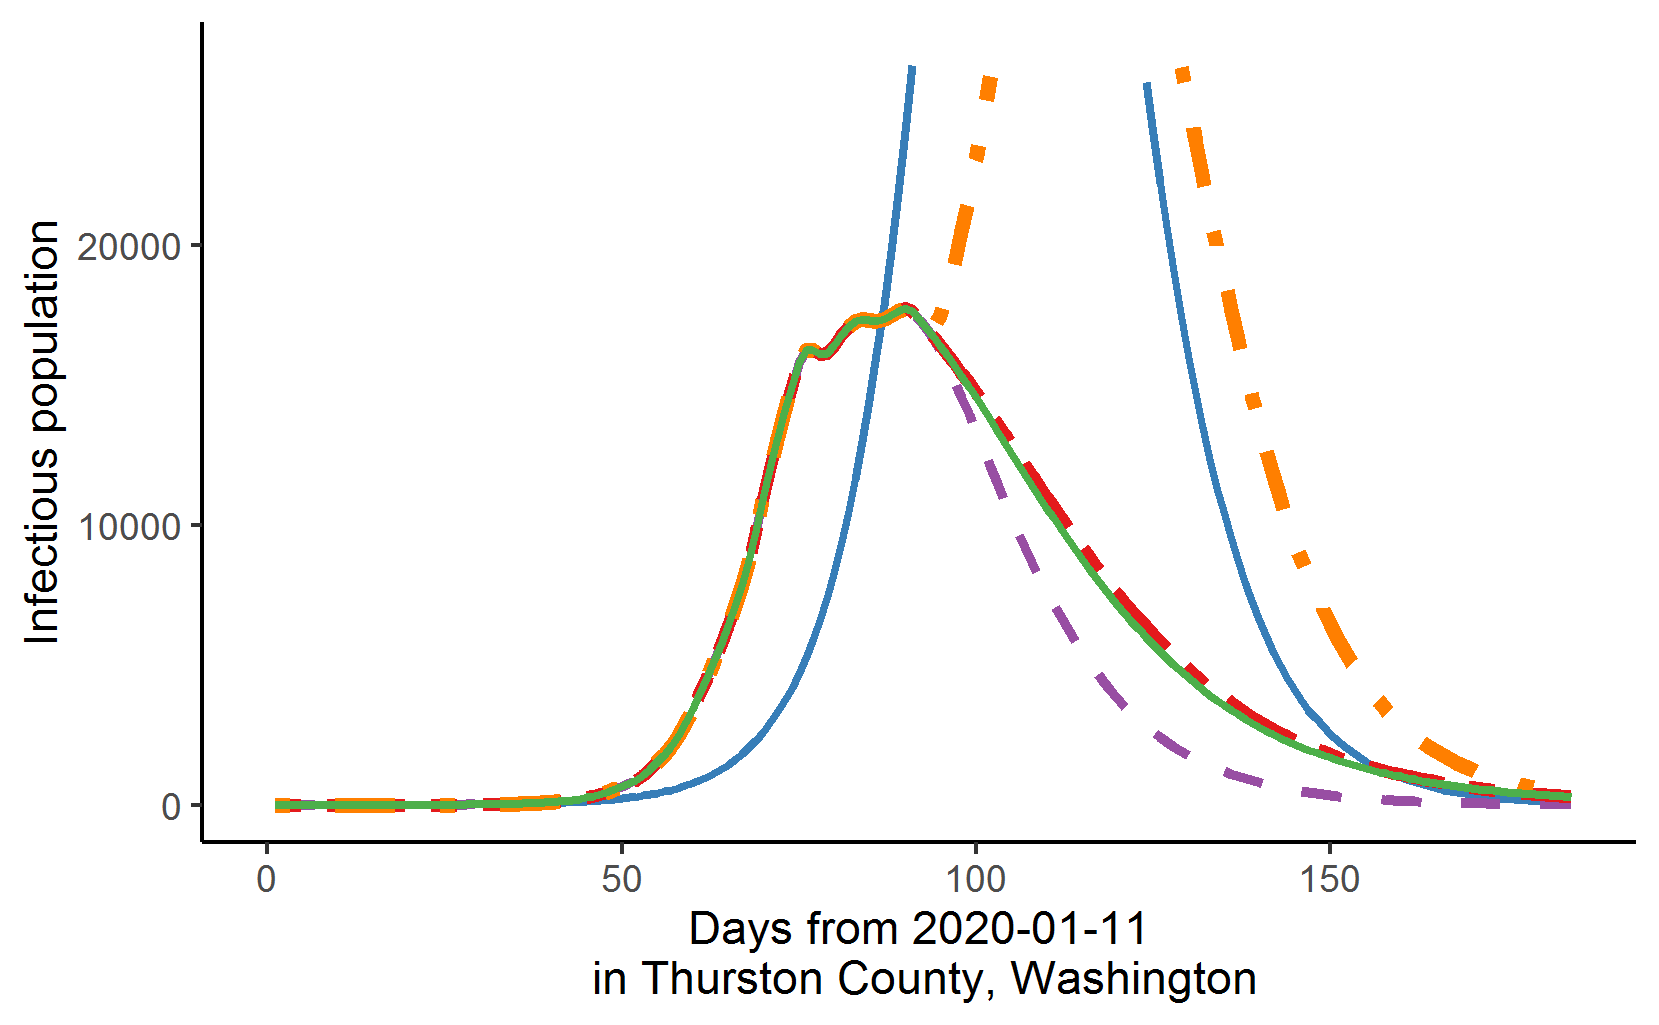 Infectious population
20000
10000
0
0 50 100 150
Days from 2020-01-11
in Thurston County, Washington